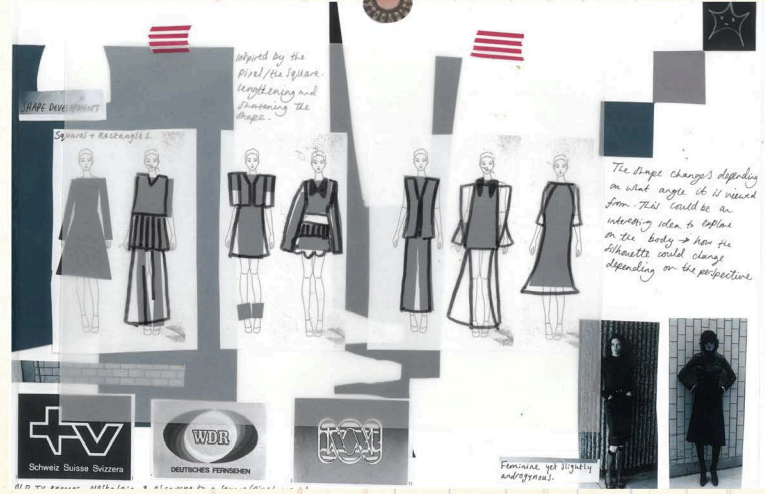 inspired by the
pixel/the square.
lengthening and
shortening the
shape.
SHAPE DEVELOPMENT
Squares + Rectangles
The shape changes depending
on what angle it is viewed
from. This could be an
interesting idea to explore
on the body → how the
silhouette could change
depending on the perspective
+v
Schweiz Suisse Svizzera
WDR
DEUTSCHES FERNSEHEN
Feminine yet slightly
androgynous.
OLD TV